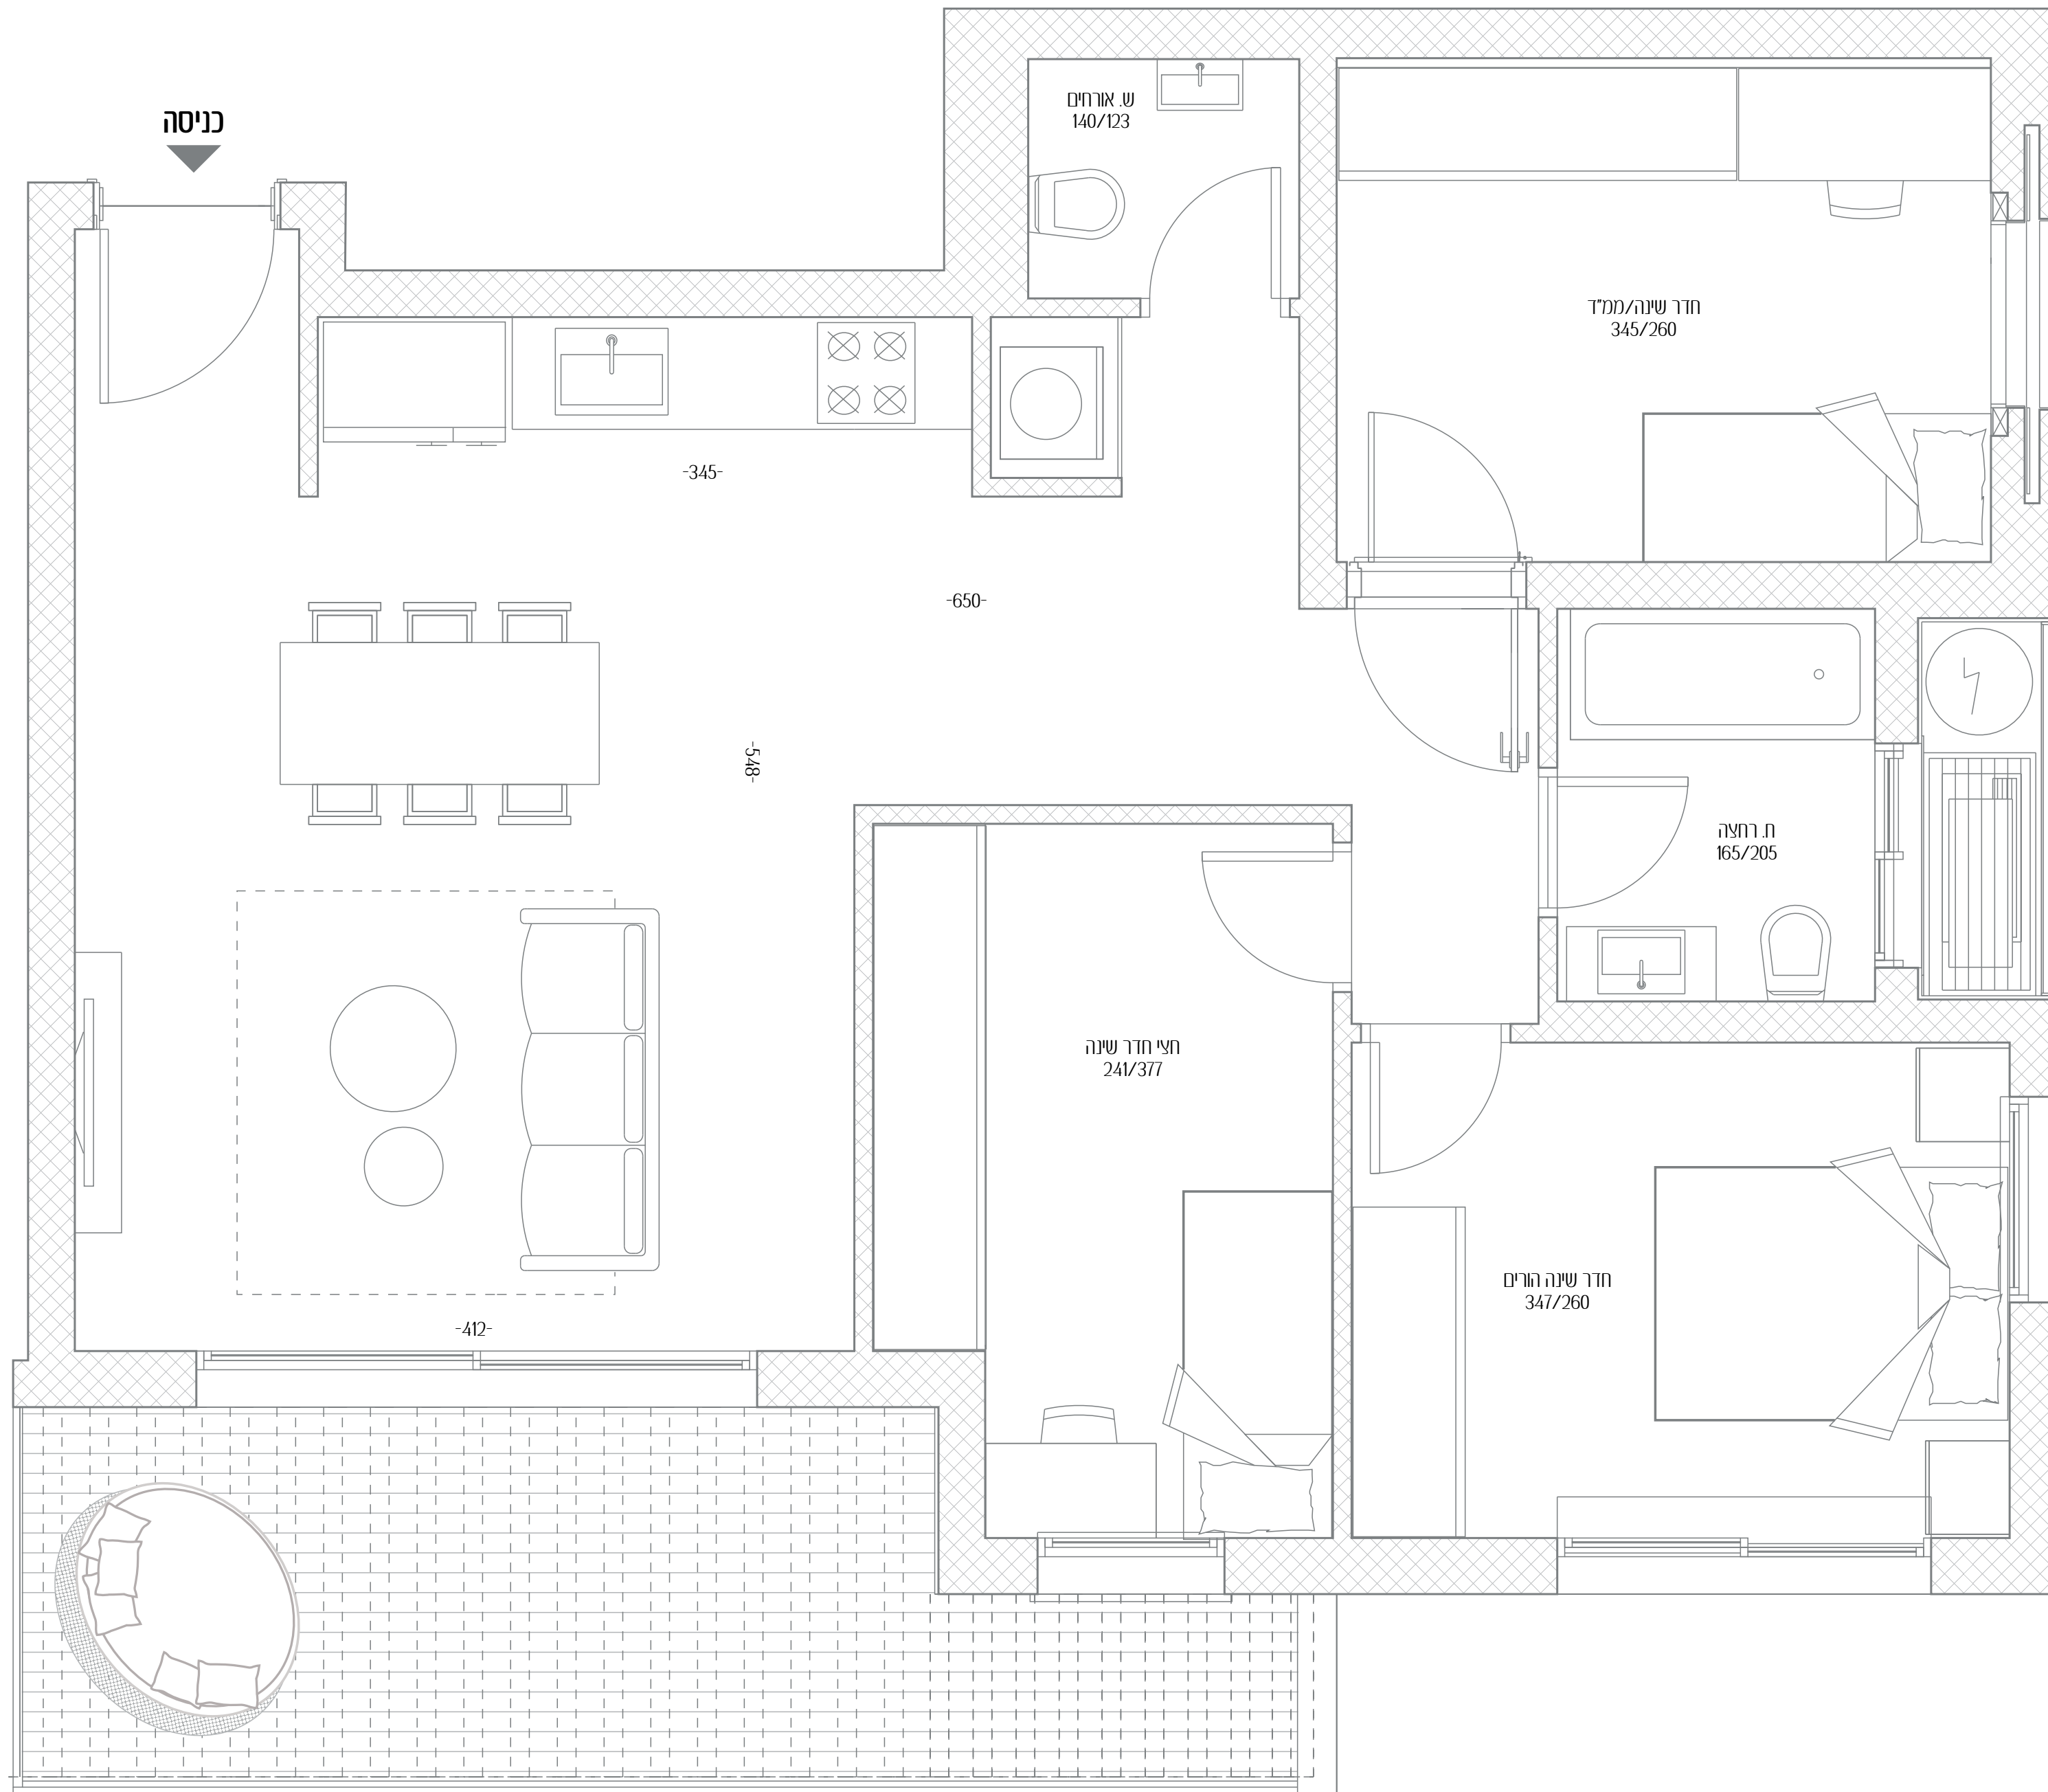 כניסה
ש. אורחים
140/123
חדר שינה/ממ"ד
345/260
-345-
-650-
-548-
ח. רחצה
165/205
חצי חדר שינה
241/377
חדר שינה הורים
347/260
-412-